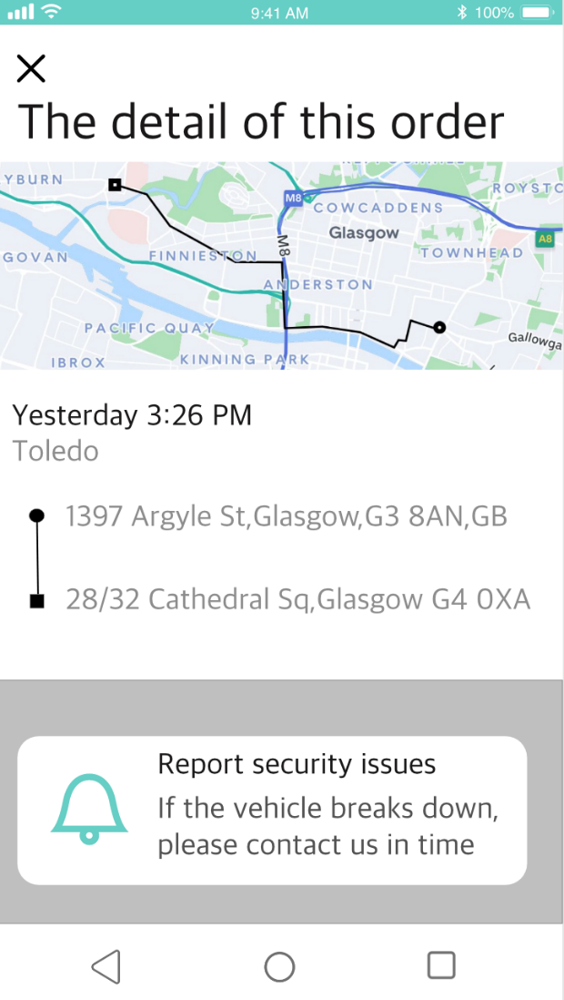 9:41 AM
100%
The detail of this order
YBURN
M8
ROYSTC
COWCADDENS
Glasgow
A8
M8
GOVAN
FINNIESTON
TOWNHEAD
ANDERSTON
PACIFIC QUAY
Gallowga
IBROX
KINNING PARK
Yesterday 3:26 PM
Toledo
1397 Argyle St,Glasgow,G3 8AN,GB
28/32 Cathedral Sq,Glasgow G4 0XA
Report security issues
If the vehicle breaks down,
please contact us in time